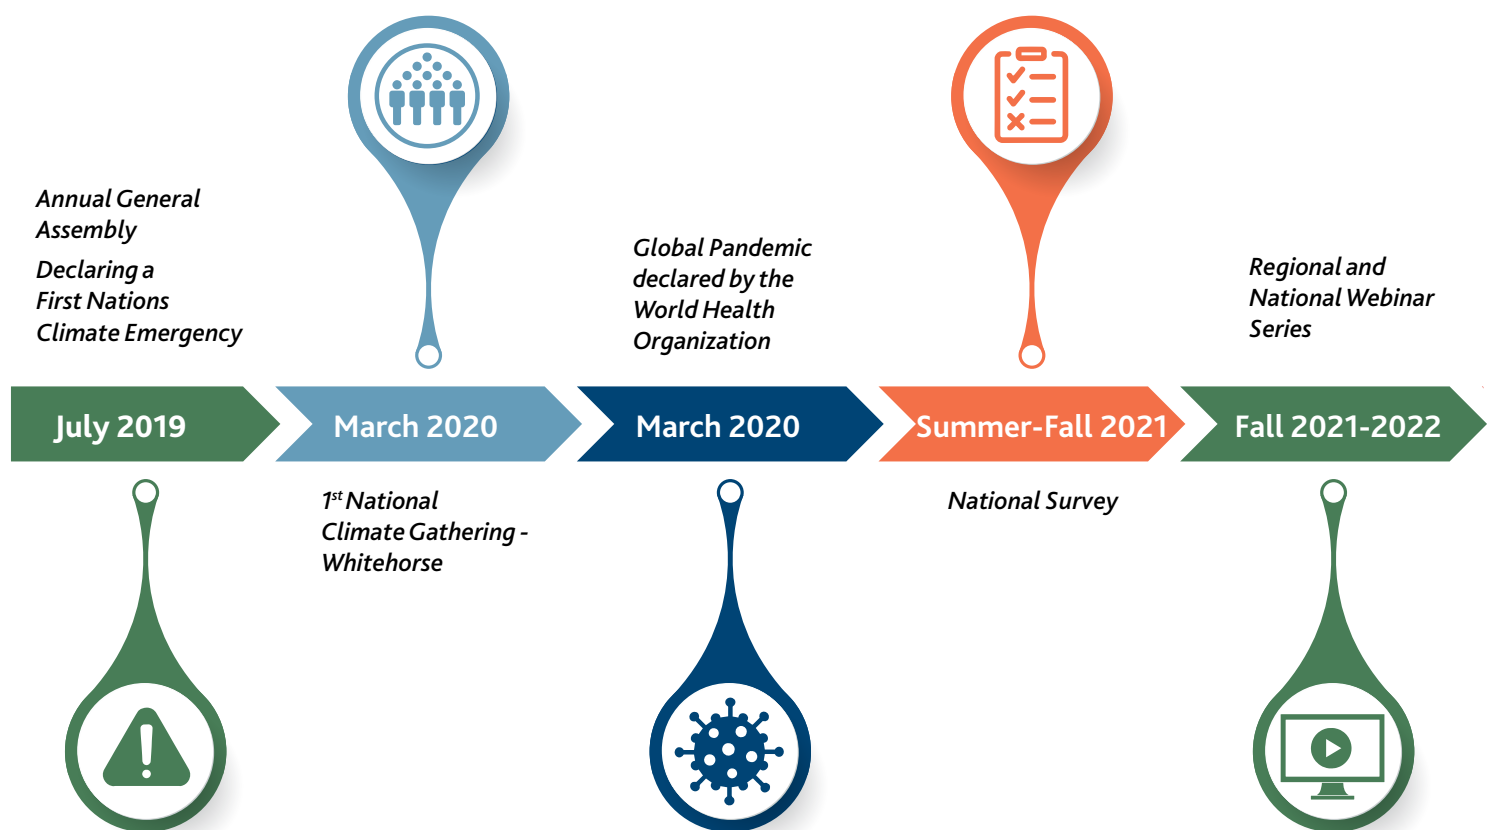 Annual General
Assembly
Declaring a
First Nations
Climate Emergency
July 2019
March 2020
1st National
Climate Gathering -
Whitehorse
Global Pandemic
declared by the
World Health
Organization
March 2020
Summer-Fall 2021
National Survey
Regional and
National Webinar
Series
Fall 2021-2022